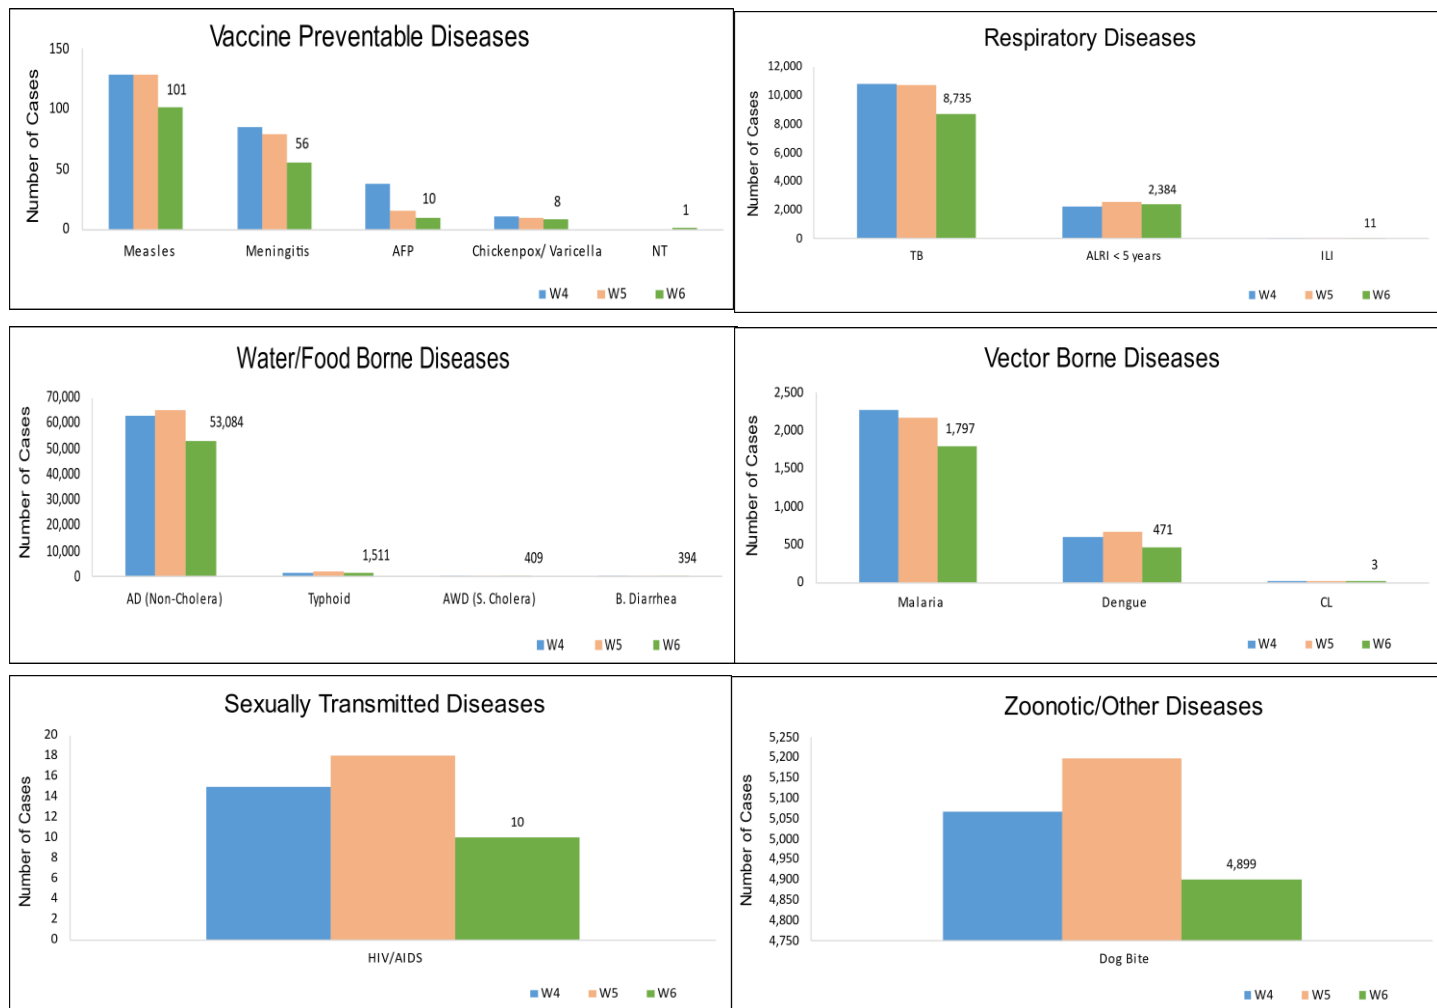 Vaccine Preventable Diseases
Number of Cases
150
100
50
0
101
56
10
8
1
Measles
Meningitis
AFP
Chickenpox/ Varicella
NT
W4 W5 W6
Respiratory Diseases
Number of Cases
12,000
10,000
8,000
6,000
4,000
2,000
0
8,735
2,384
11
TB
ALRI < 5 years
ILI
W4 W5 W6
Water/Food Borne Diseases
Number of Cases
70,000
60,000
50,000
40,000
30,000
20,000
10,000
0
53,084
1,511
409
394
AD (Non-Cholera)
Typhoid
AWD (S. Cholera)
B. Diarrhea
W4 W5 W6
Vector Borne Diseases
Number of Cases
2,500
2,000
1,500
1,000
500
0
1,797
471
3
Malaria
Dengue
CL
W4 W5 W6
Sexually Transmitted Diseases
Number of Cases
20
18
16
14
12
10
8
6
4
2
0
10
HIV/AIDS
W4 W5 W6
Zoonotic/Other Diseases
Number of Cases
5,250
5,200
5,150
5,100
5,050
5,000
4,950
4,900
4,850
4,800
4,750
4,899
Dog Bite
W4 W5 W6